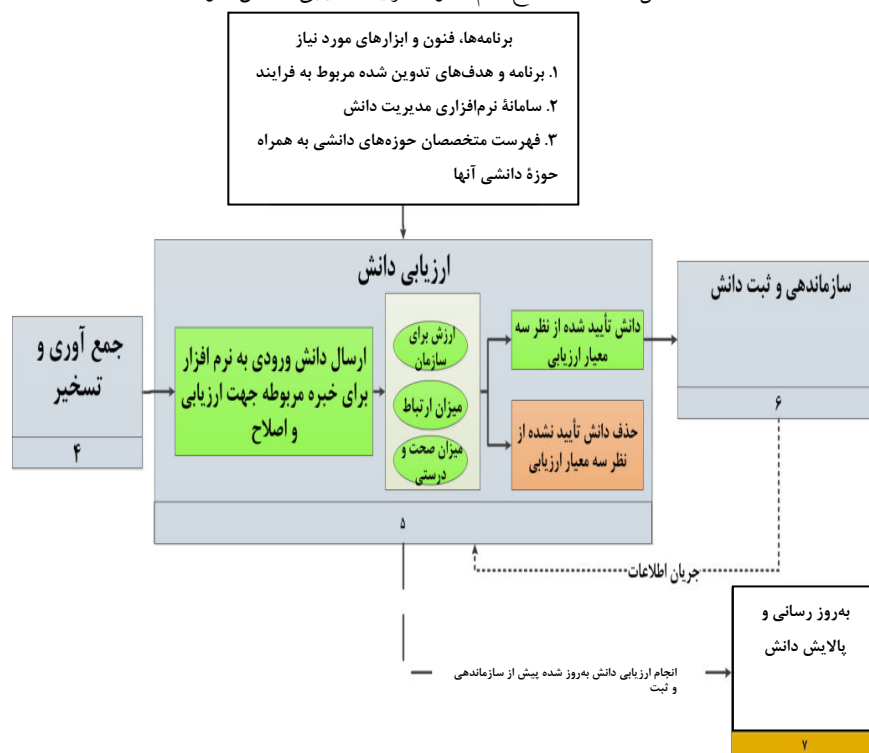 برنامه‌ها، فنون و ابزارهای مورد نیاز
۱. برنامه و هدف‌های تدوین شده مربوط به فرایند
۲. سامانهٔ نرم‌افزاری مدیریت دانش
۳. فهرست متخصصان حوزه‌های دانشی به همراه
حوزهٔ دانشی آنها
ارزیابی دانش
جمع آوری و
تسخیر
۴
ارسال دانش ورودی به نرم افزار
برای خبره مربوطه جهت ارزیابی
و اصلاح
ارزش برای
سازمان
میزان ارتباط
میزان صحت و
درستی
دانش تأیید شده از نظر سه
معیار ارزیابی
حذف دانش تأیید نشده از
نظر سه معیار ارزیابی
۵
سازماندهی و ثبت دانش
۶
جریان اطلاعات
انجام ارزیابی دانش به‌روز شده پیش از سازماندهی
و ثبت
به‌روز رسانی و
پالایش دانش
۷